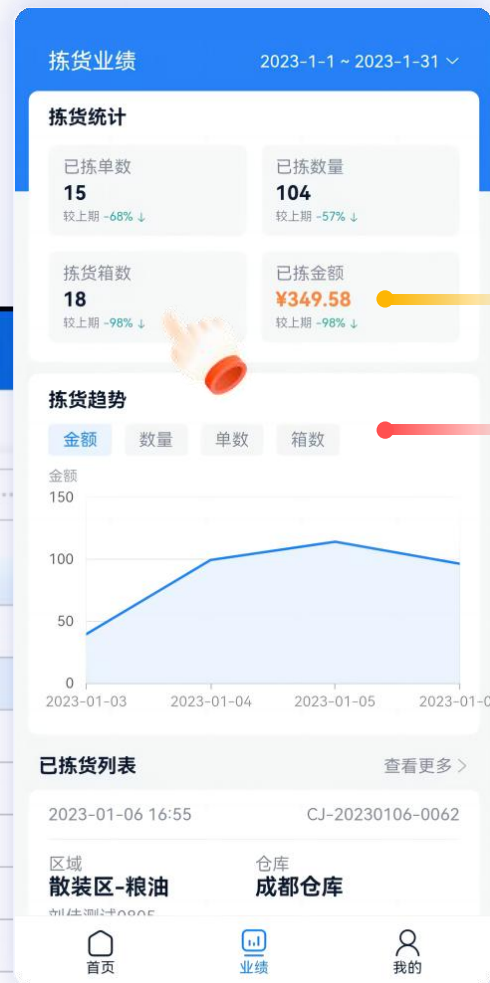 拣货业绩 2023-1-1 ~ 2023-1-31
拣货统计
已拣单数 已拣数量
15 104
较上期 -68% ↓ 较上期 -57% ↓
拣货箱数 已拣金额
18 ¥349.58
较上期 -98% ↓ 较上期 -98% ↓
拣货趋势
金额 数量 单数 箱数
金额
150
100
50
0
2023-01-03 2023-01-04 2023-01-05 2023-01-0
已拣货列表 查看更多 >
2023-01-06 16:55 CJ-20230106-0062
区域 仓库
散装区-粮油 成都仓库
首页 业绩 我的